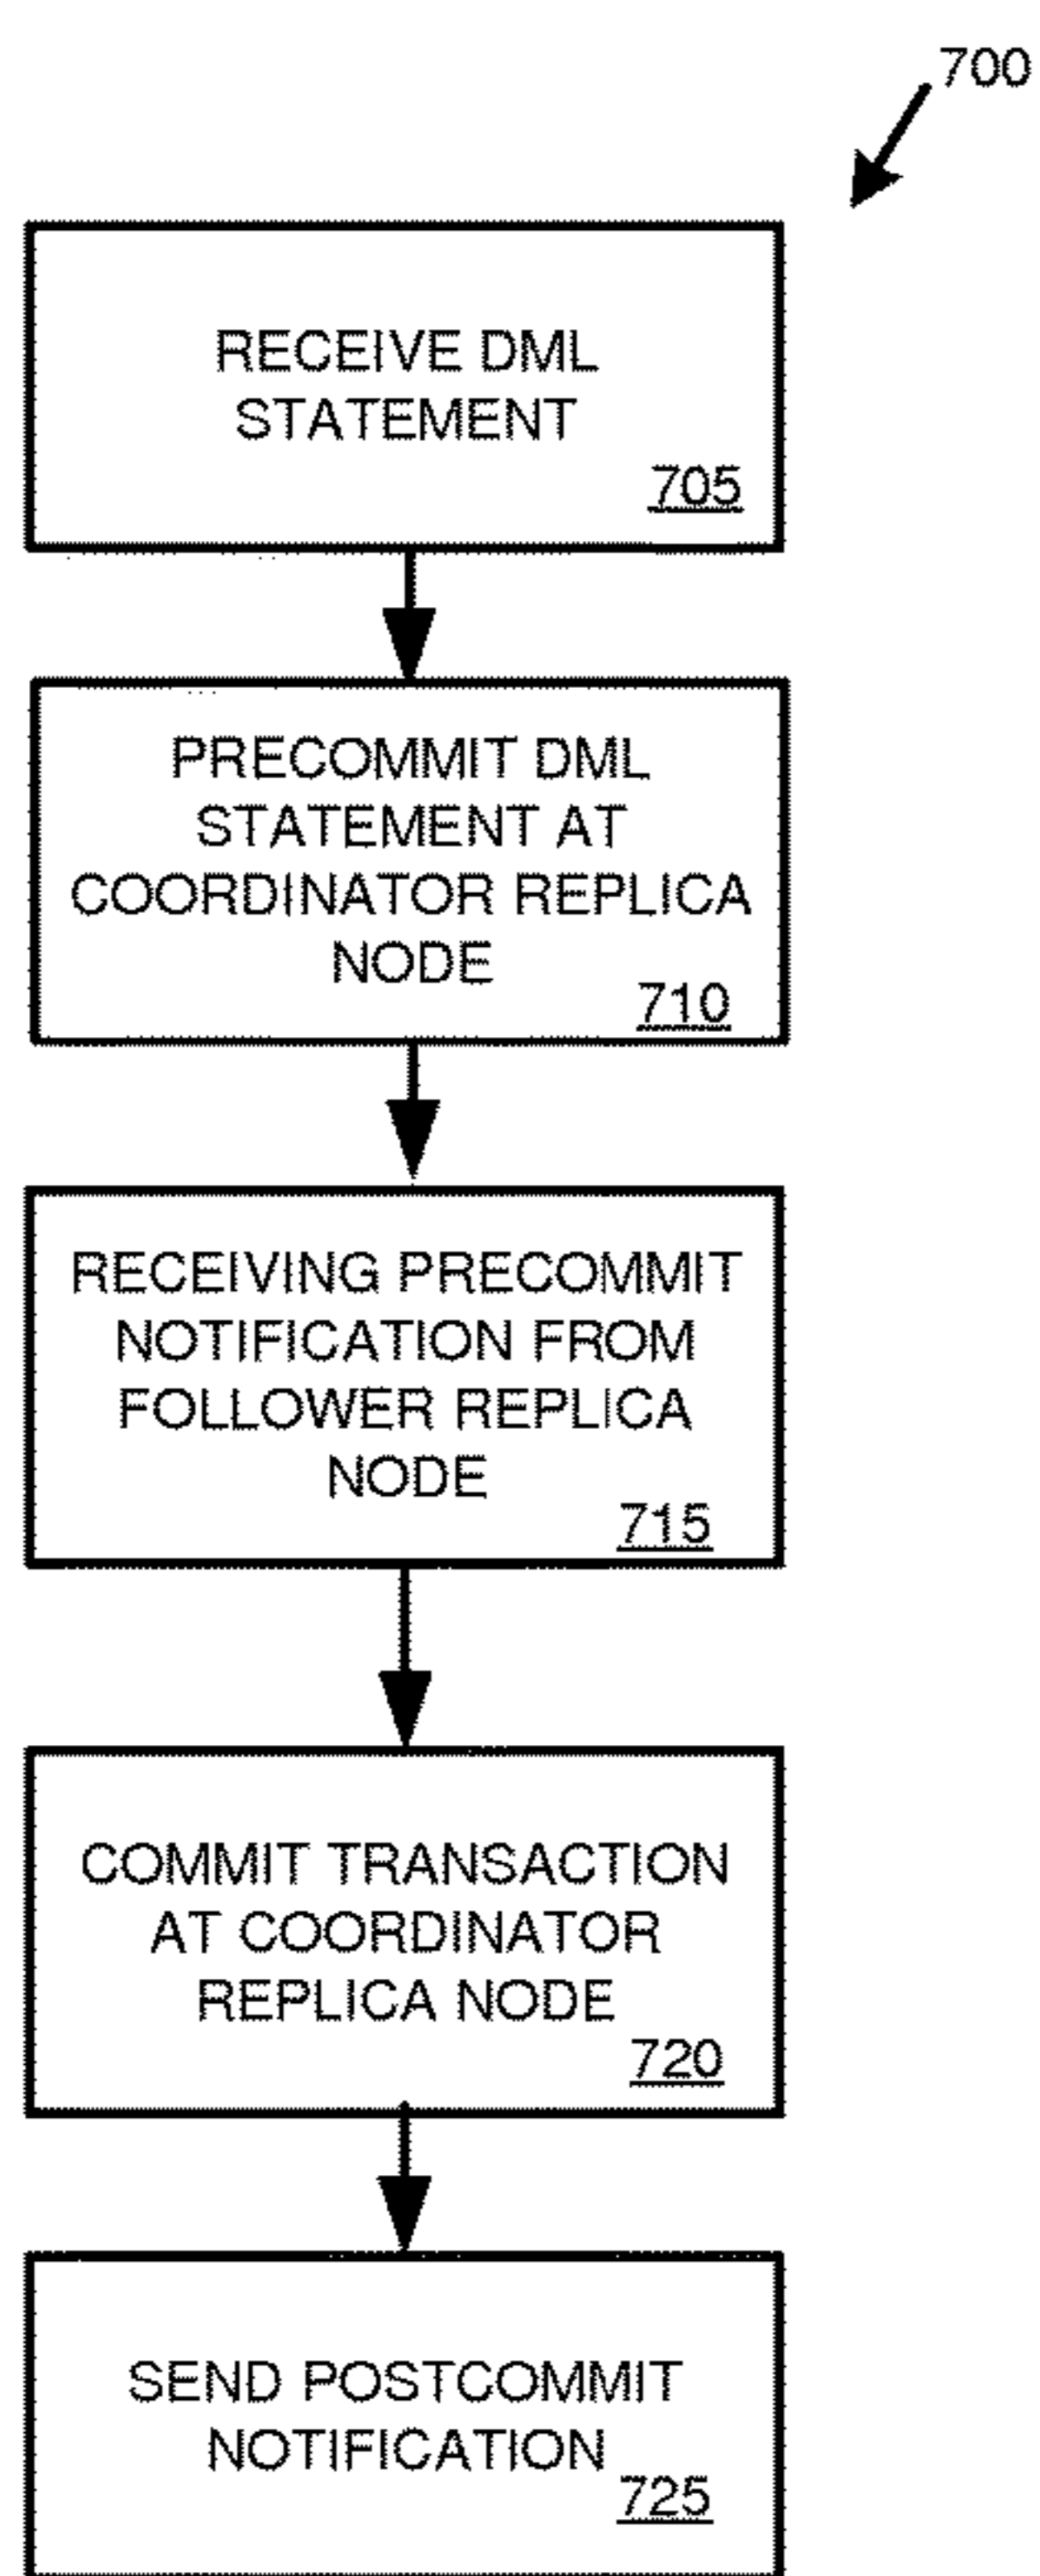 700
RECEIVE DML
STATEMENT
705
PRECOMMIT DML
STATEMENT AT
COORDINATOR REPLICA
NODE
710
RECEIVING PRECOMMIT
NOTIFICATION FROM
FOLLOWER REPLICA
NODE
715
COMMIT TRANSACTION
AT COORDINATOR
REPLICA NODE
720
SEND POSTCOMMIT
NOTIFICATION
725